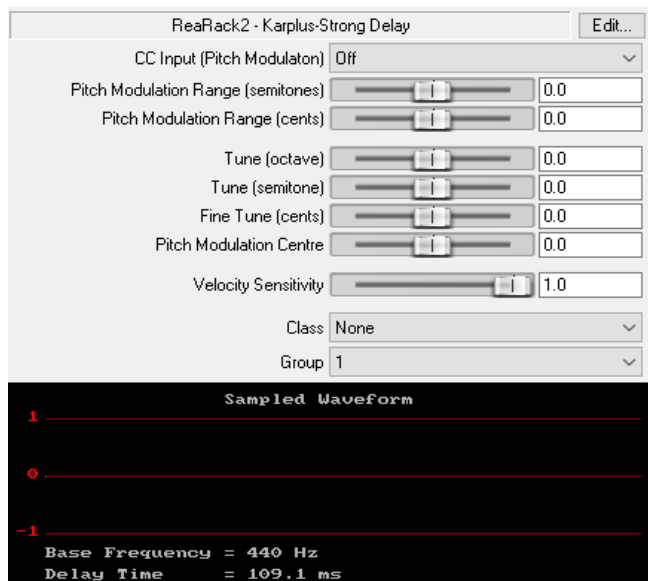 ReaRack2 - Karplus-Strong Delay Edit...
CC Input (Pitch Modulaton) Off
Pitch Modulation Range (semitones) 0.0
Pitch Modulation Range (cents) 0.0
Tune (octave) 0.0
Tune (semitone) 0.0
Fine Tune (cents) 0.0
Pitch Modulation Centre 0.0
Velocity Sensitivity 1.0
Class None
Group 1
Sampled Waveform
1
0
-1
Base Frequency = 440 Hz
Delay Time = 109.1 ms